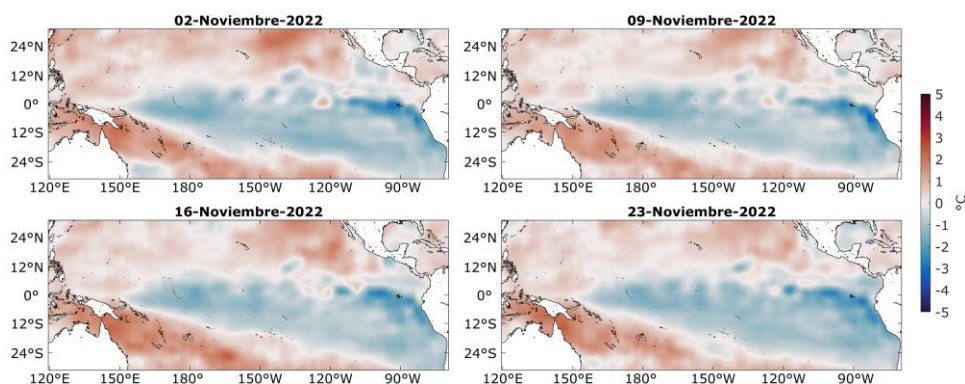 02-Noviembre-2022
09-Noviembre-2022
24°N
12°N
0°
12°S
24°S
24°N
12°N
0°
12°S
24°S
120°E 150°E 180°W 150°W 120°W 90°W
120°E 150°E 180°W 150°W 120°W 90°W
16-Noviembre-2022
23-Noviembre-2022
24°N
12°N
0°
12°S
24°S
24°N
12°N
0°
12°S
24°S
120°E 150°E 180°W 150°W 120°W 90°W
120°E 150°E 180°W 150°W 120°W 90°W
5
4
3
2
1
0
-1
-2
-3
-4
-5
°C